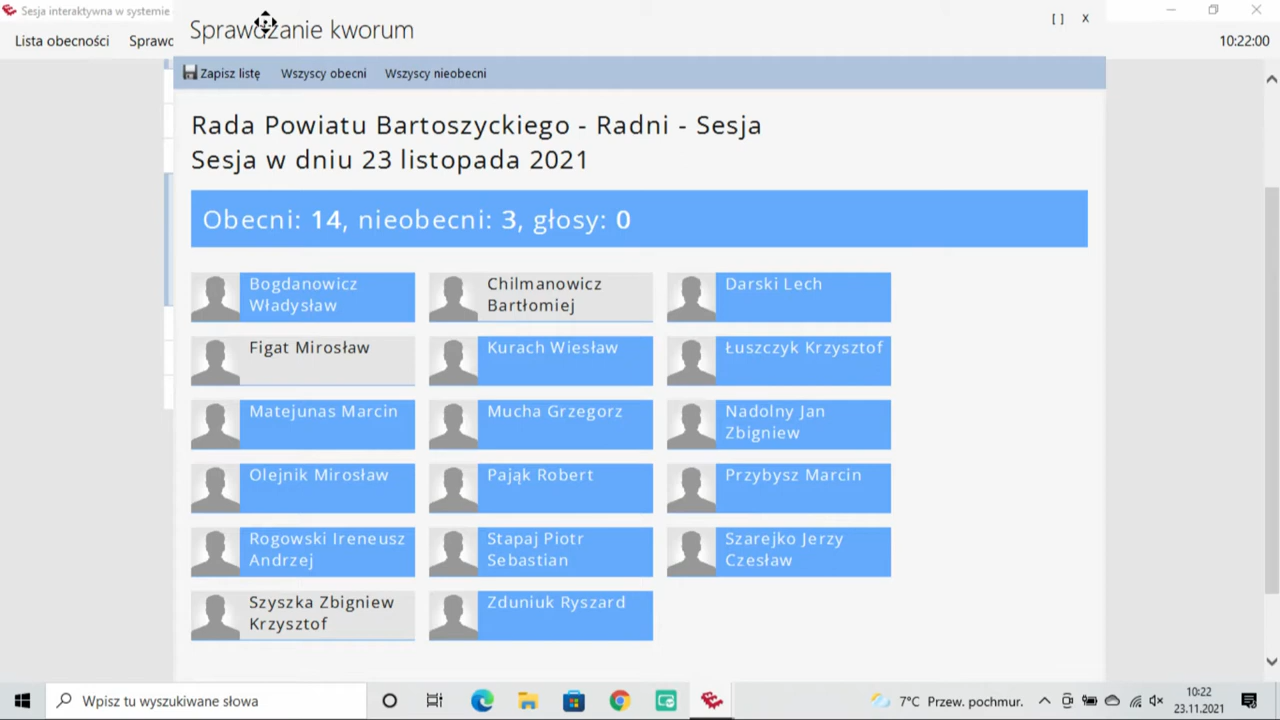 Sesja interaktywna w systemie
Sprawdzanie kworum
[ ] X
Lista obecności
10:22:00
Zapisz listę Wszyscy obecni Wszyscy nieobecni
Rada Powiatu Bartoszyckiego - Radni - Sesja
Sesja w dniu 23 listopada 2021
Obecni: 14, nieobecni: 3, głosy: 0
Bogdanowicz
Władysław
Chilmanowicz
Bartłomiej
Darski Lech
Figat Mirosław
Kurach Wiesław
Łuszczyk Krzysztof
Matejunas Marcin
Mucha Grzegorz
Nadolny Jan
Zbigniew
Olejnik Mirosław
Pająk Robert
Przybysz Marcin
Rogowski Ireneusz
Andrzej
Stapaj Piotr
Sebastian
Szarejko Jerzy
Czesław
Szyszka Zbigniew
Krzysztof
Zduniuk Ryszard
Wpisz tu wyszukiwane słowa
7°C Przew. pochmur.
10:22
23.11.2021